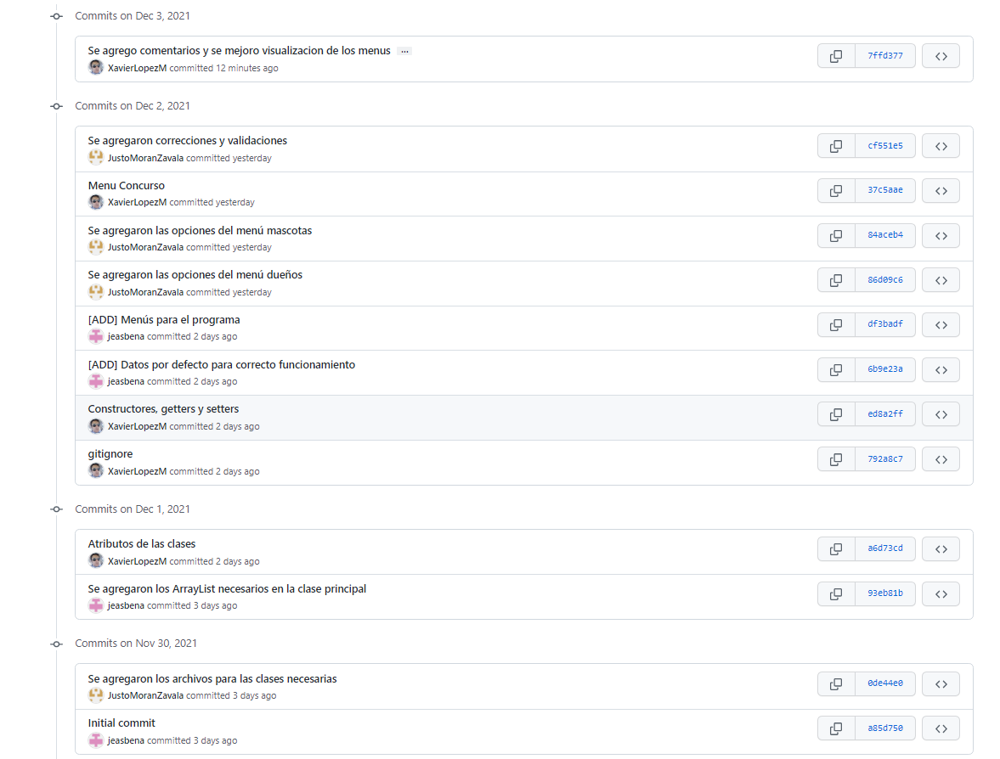 Commits on Dec 3, 2021
Se agrego comentarios y se mejoro visualizacion de los menus ...
7ffd377
XavierLopezM committed 12 minutes ago
Commits on Dec 2, 2021
Se agregaron correcciones y validaciones
cf551e5
JustoMoranZavala committed yesterday
Menu Concurso
37c5aae
XavierLopezM committed yesterday
Se agregaron las opciones del menú mascotas
84aceb4
JustoMoranZavala committed yesterday
Se agregaron las opciones del menú dueños
86d09c6
JustoMoranZavala committed yesterday
[ADD] Menús para el programa
df3badf
jeasbena committed 2 days ago
[ADD] Datos por defecto para correcto funcionamiento
6b9e23a
jeasbena committed 2 days ago
Constructores, getters y setters
ed8a2ff
XavierLopezM committed 2 days ago
gitignore
792a8c7
XavierLopezM committed 2 days ago
Commits on Dec 1, 2021
Atributos de las clases
a6d73cd
XavierLopezM committed 2 days ago
Se agregaron los ArrayList necesarios en la clase principal
93eb81b
jeasbena committed 3 days ago
Commits on Nov 30, 2021
Se agregaron los archivos para las clases necesarias
0de44e0
JustoMoranZavala committed 3 days ago
Initial commit
a85d750
jeasbena committed 3 days ago